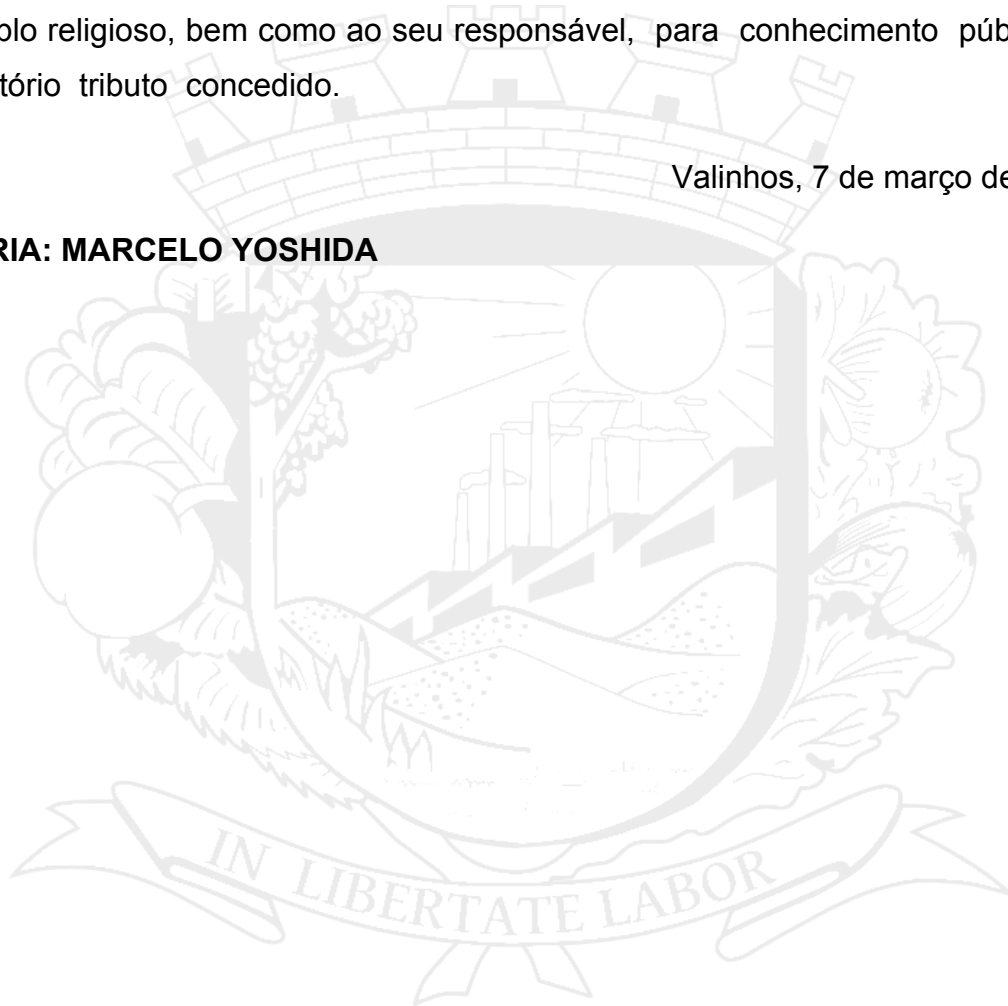 plo religioso, bem como ao seu responsável, para conhecimento púb
tório tributo concedido.
Valinhos, 7 de março de
RIA: MARCELO YOSHIDA
IN LIBERTATE LABOR